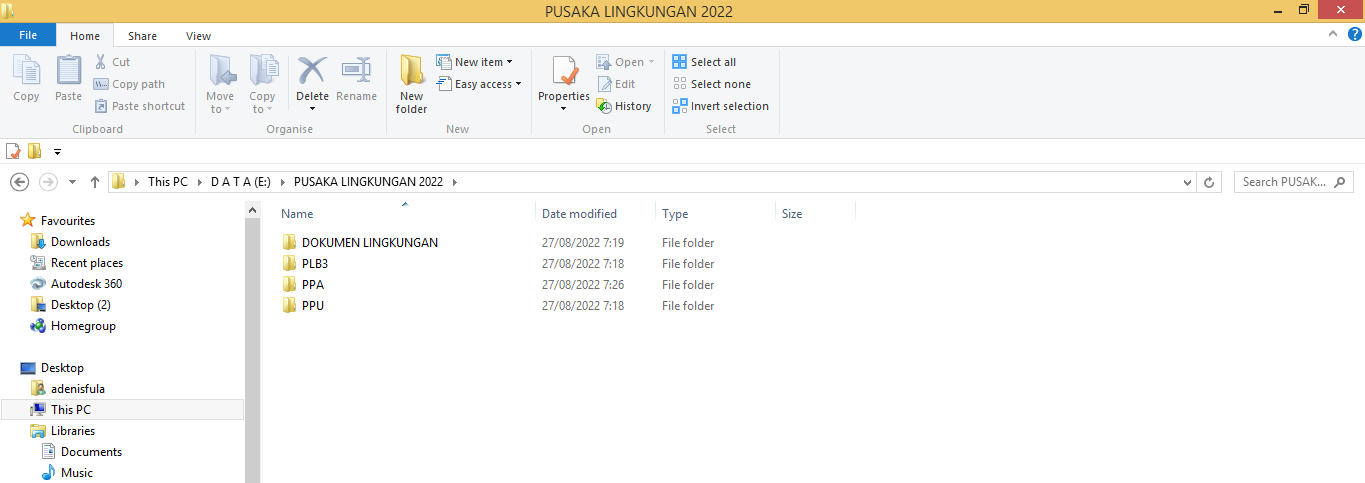 PUSAKA LINGKUNGAN 2022
File Home Share View
Copy
Paste
Cut
Copy path
Paste shortcut
Clipboard
Move to
Copy to
Delete
Rename
Organise
New folder
New item
Easy access
New
Properties
Open
Edit
History
Open
Select all
Select none
Invert selection
Select
This PC D A T A (E:) PUSAKA LINGKUNGAN 2022
Search PUSAK...
Favourites
Downloads
Recent places
Autodesk 360
Desktop (2)
Homegroup
Desktop
adenisfula
This PC
Libraries
Documents
Music
Name Date modified Type Size
DOKUMEN LINGKUNGAN 27/08/2022 7:19 File folder
PLB3 27/08/2022 7:18 File folder
PPA 27/08/2022 7:26 File folder
PPU 27/08/2022 7:18 File folder